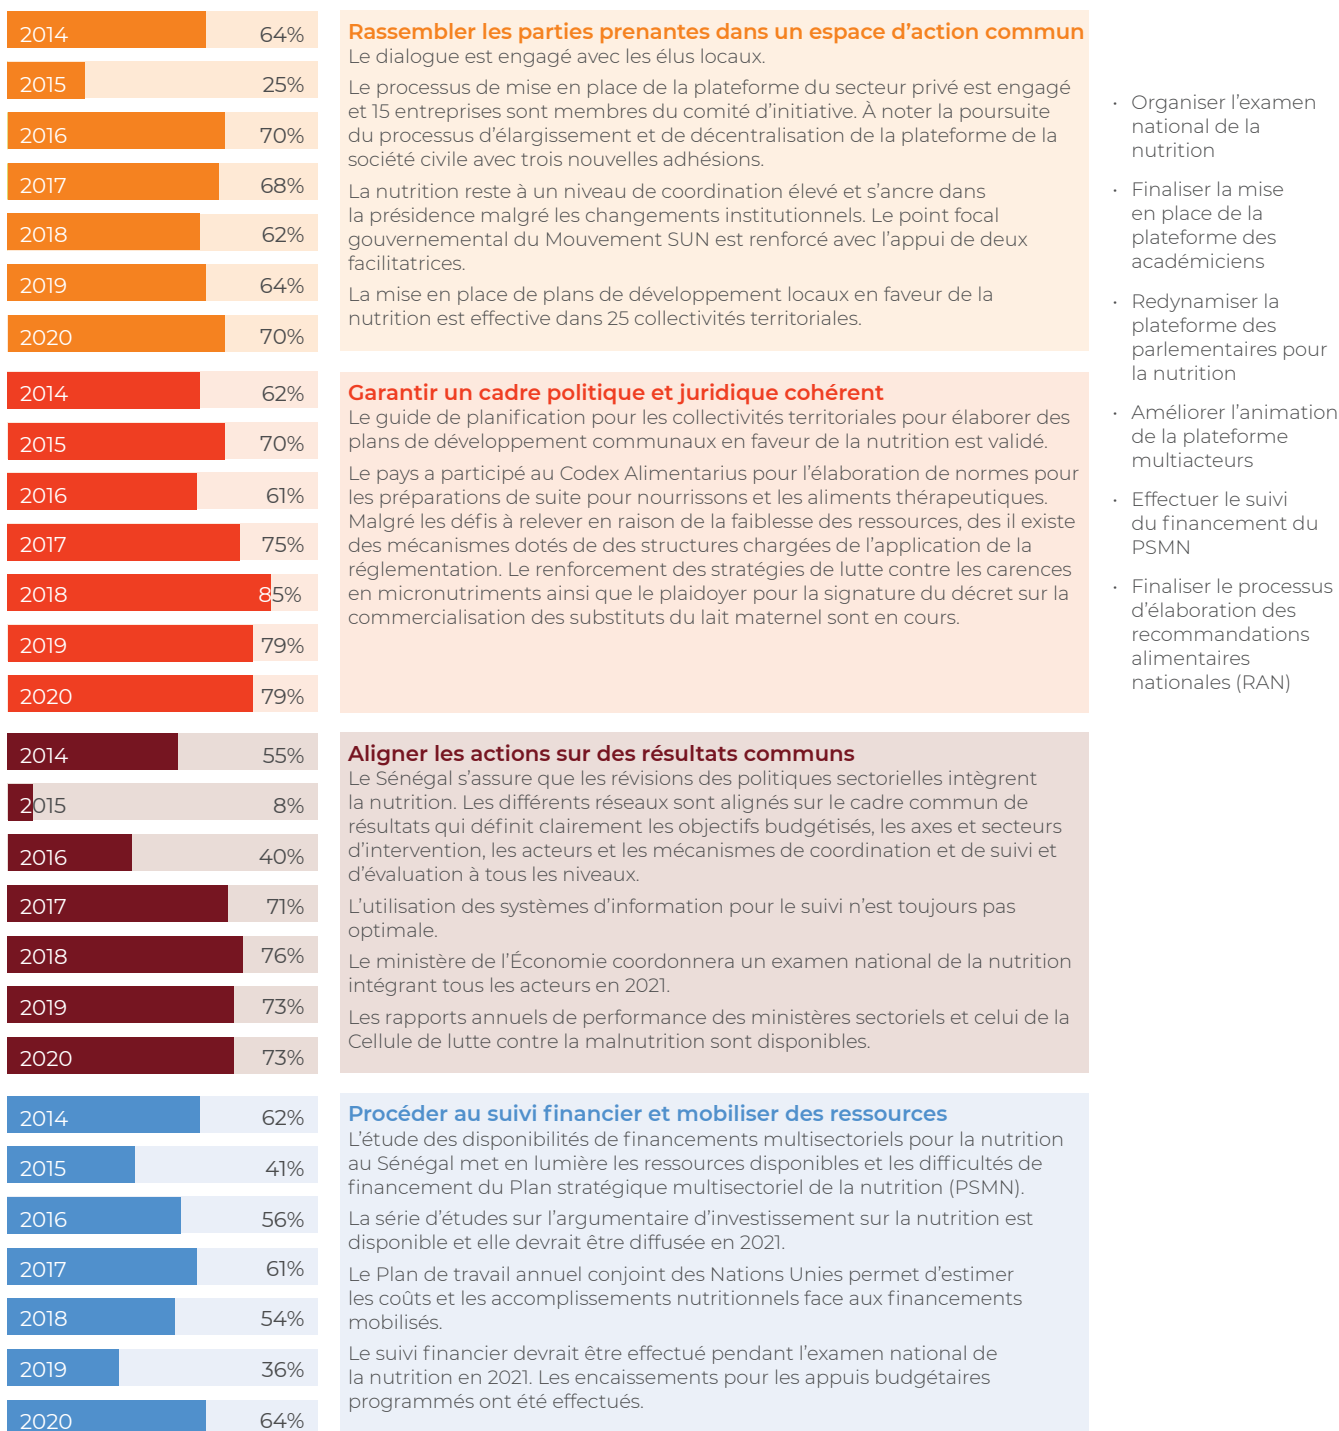 2014 64%
2015 25%
2016 70%
2017 68%
2018 62%
2019 64%
2020 70%
Rassembler les parties prenantes dans un espace d’action commun
Le dialogue est engagé avec les élus locaux.
Le processus de mise en place de la plateforme du secteur privé est engagé
et 15 entreprises sont membres du comité d’initiative. À noter la poursuite
du processus d’élargissement et de décentralisation de la plateforme de la
société civile avec trois nouvelles adhésions.
La nutrition reste à un niveau de coordination élevé et s’ancre dans
la présidence malgré les changements institutionnels. Le point focal
gouvernemental du Mouvement SUN est renforcé avec l’appui de deux
facilitatrices.
La mise en place de plans de développement locaux en faveur de la
nutrition est effective dans 25 collectivités territoriales.
2014 62%
2015 70%
2016 61%
2017 75%
2018 85%
2019 79%
2020 79%
Garantir un cadre politique et juridique cohérent
Le guide de planification pour les collectivités territoriales pour élaborer des
plans de développement communaux en faveur de la nutrition est validé.
Le pays a participé au Codex Alimentarius pour l’élaboration de normes pour
les préparations de suite pour nourrissons et les aliments thérapeutiques.
Malgré les défis à relever en raison de la faiblesse des ressources, des il existe
des mécanismes dotés de des structures chargées de l’application de la
réglementation. Le renforcement des stratégies de lutte contre les carences
en micronutriments ainsi que le plaidoyer pour la signature du décret sur la
commercialisation des substituts du lait maternel sont en cours.
2014 55%
2015 8%
2016 40%
2017 71%
2018 76%
2019 73%
2020 73%
Aligner les actions sur des résultats communs
Le Sénégal s’assure que les révisions des politiques sectorielles intègrent
la nutrition. Les différents réseaux sont alignés sur le cadre commun de
résultats qui définit clairement les objectifs budgétisés, les axes et secteurs
d’intervention, les acteurs et les mécanismes de coordination et de suivi et
d’évaluation à tous les niveaux.
L’utilisation des systèmes d’information pour le suivi n’est toujours pas
optimale.
Le ministère de l’Économie coordonnera un examen national de la nutrition
intégrant tous les acteurs en 2021.
Les rapports annuels de performance des ministères sectoriels et celui de la
Cellule de lutte contre la malnutrition sont disponibles.
2014 62%
2015 41%
2016 56%
2017 61%
2018 54%
2019 36%
2020 64%
Procéder au suivi financier et mobiliser des ressources
L’étude des disponibilités de financements multisectoriels pour la nutrition
au Sénégal met en lumière les ressources disponibles et les difficultés de
financement du Plan stratégique multisectoriel de la nutrition (PSMN).
La série d’études sur l’argumentaire d’investissement sur la nutrition est
disponible et elle devrait être diffusée en 2021.
Le Plan de travail annuel conjoint des Nations Unies permet d’estimer
les coûts et les accomplissements nutritionnels face aux financements
mobilisés.
Le suivi financier devrait être effectué pendant l’examen national de
la nutrition en 2021. Les encaissements pour les appuis budgétaires
programmés ont été effectués.
• Organiser l’examen
national de la
nutrition
• Finaliser la mise
en place de la
plateforme des
académiciens
• Redynamiser la
plateforme des
parlementaires pour
la nutrition
• Améliorer l’animation
de la plateforme
multiacteurs
• Effectuer le suivi
du financement du
PSMN
• Finaliser le processus
d’élaboration des
recommandations
alimentaires
nationales (RAN)